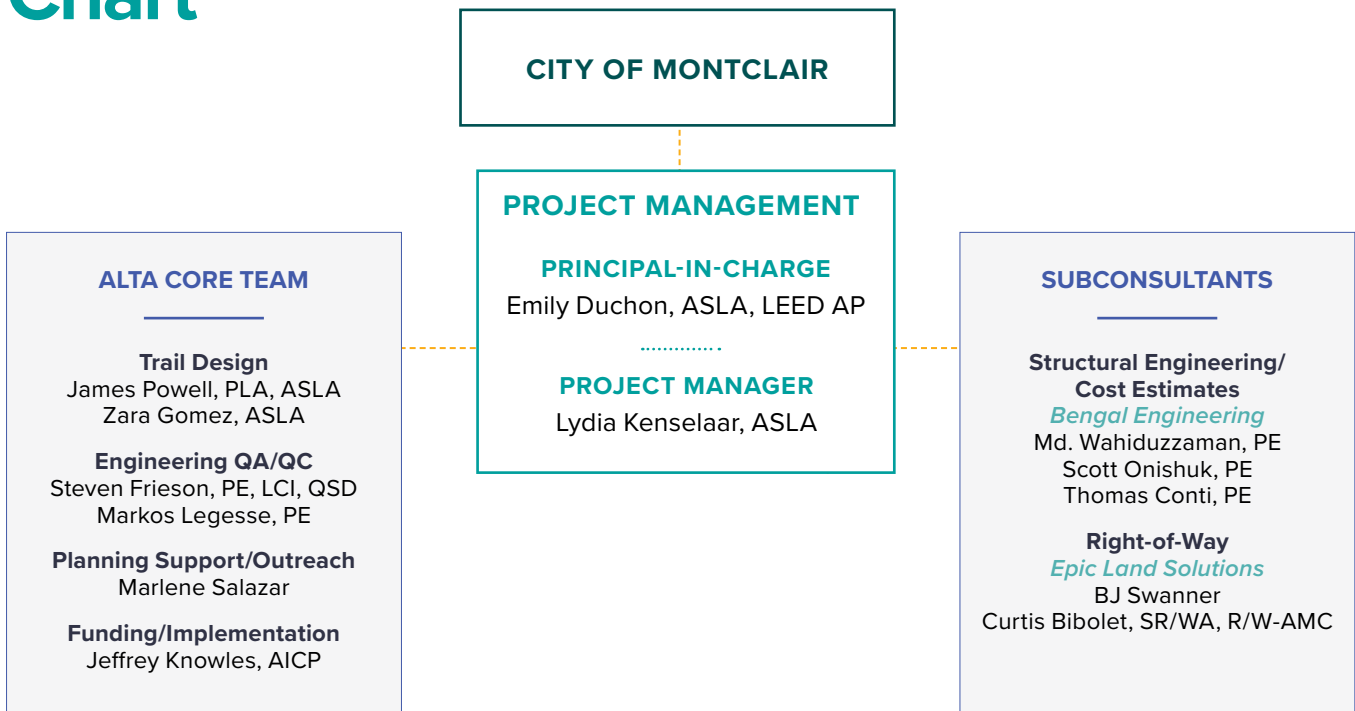 Chart
CITY OF MONTCLAIR
PROJECT MANAGEMENT
PRINCIPAL-IN-CHARGE
Emily Duchon, ASLA, LEED AP
PROJECT MANAGER
Lydia Kenselaar, ASLA
ALTA CORE TEAM
Trail Design
James Powell, PLA, ASLA
Zara Gomez, ASLA
Engineering QA/QC
Steven Frieson, PE, LCI, QSD
Markos Legesse, PE
Planning Support/Outreach
Marlene Salazar
Funding/Implementation
Jeffrey Knowles, AICP
SUBCONSULTANTS
Structural Engineering/
Cost Estimates
Bengal Engineering
Md. Wahiduzzaman, PE
Scott Onishuk, PE
Thomas Conti, PE
Right-of-Way
Epic Land Solutions
BJ Swanner
Curtis Bibolet, SR/WA, R/W-AMC